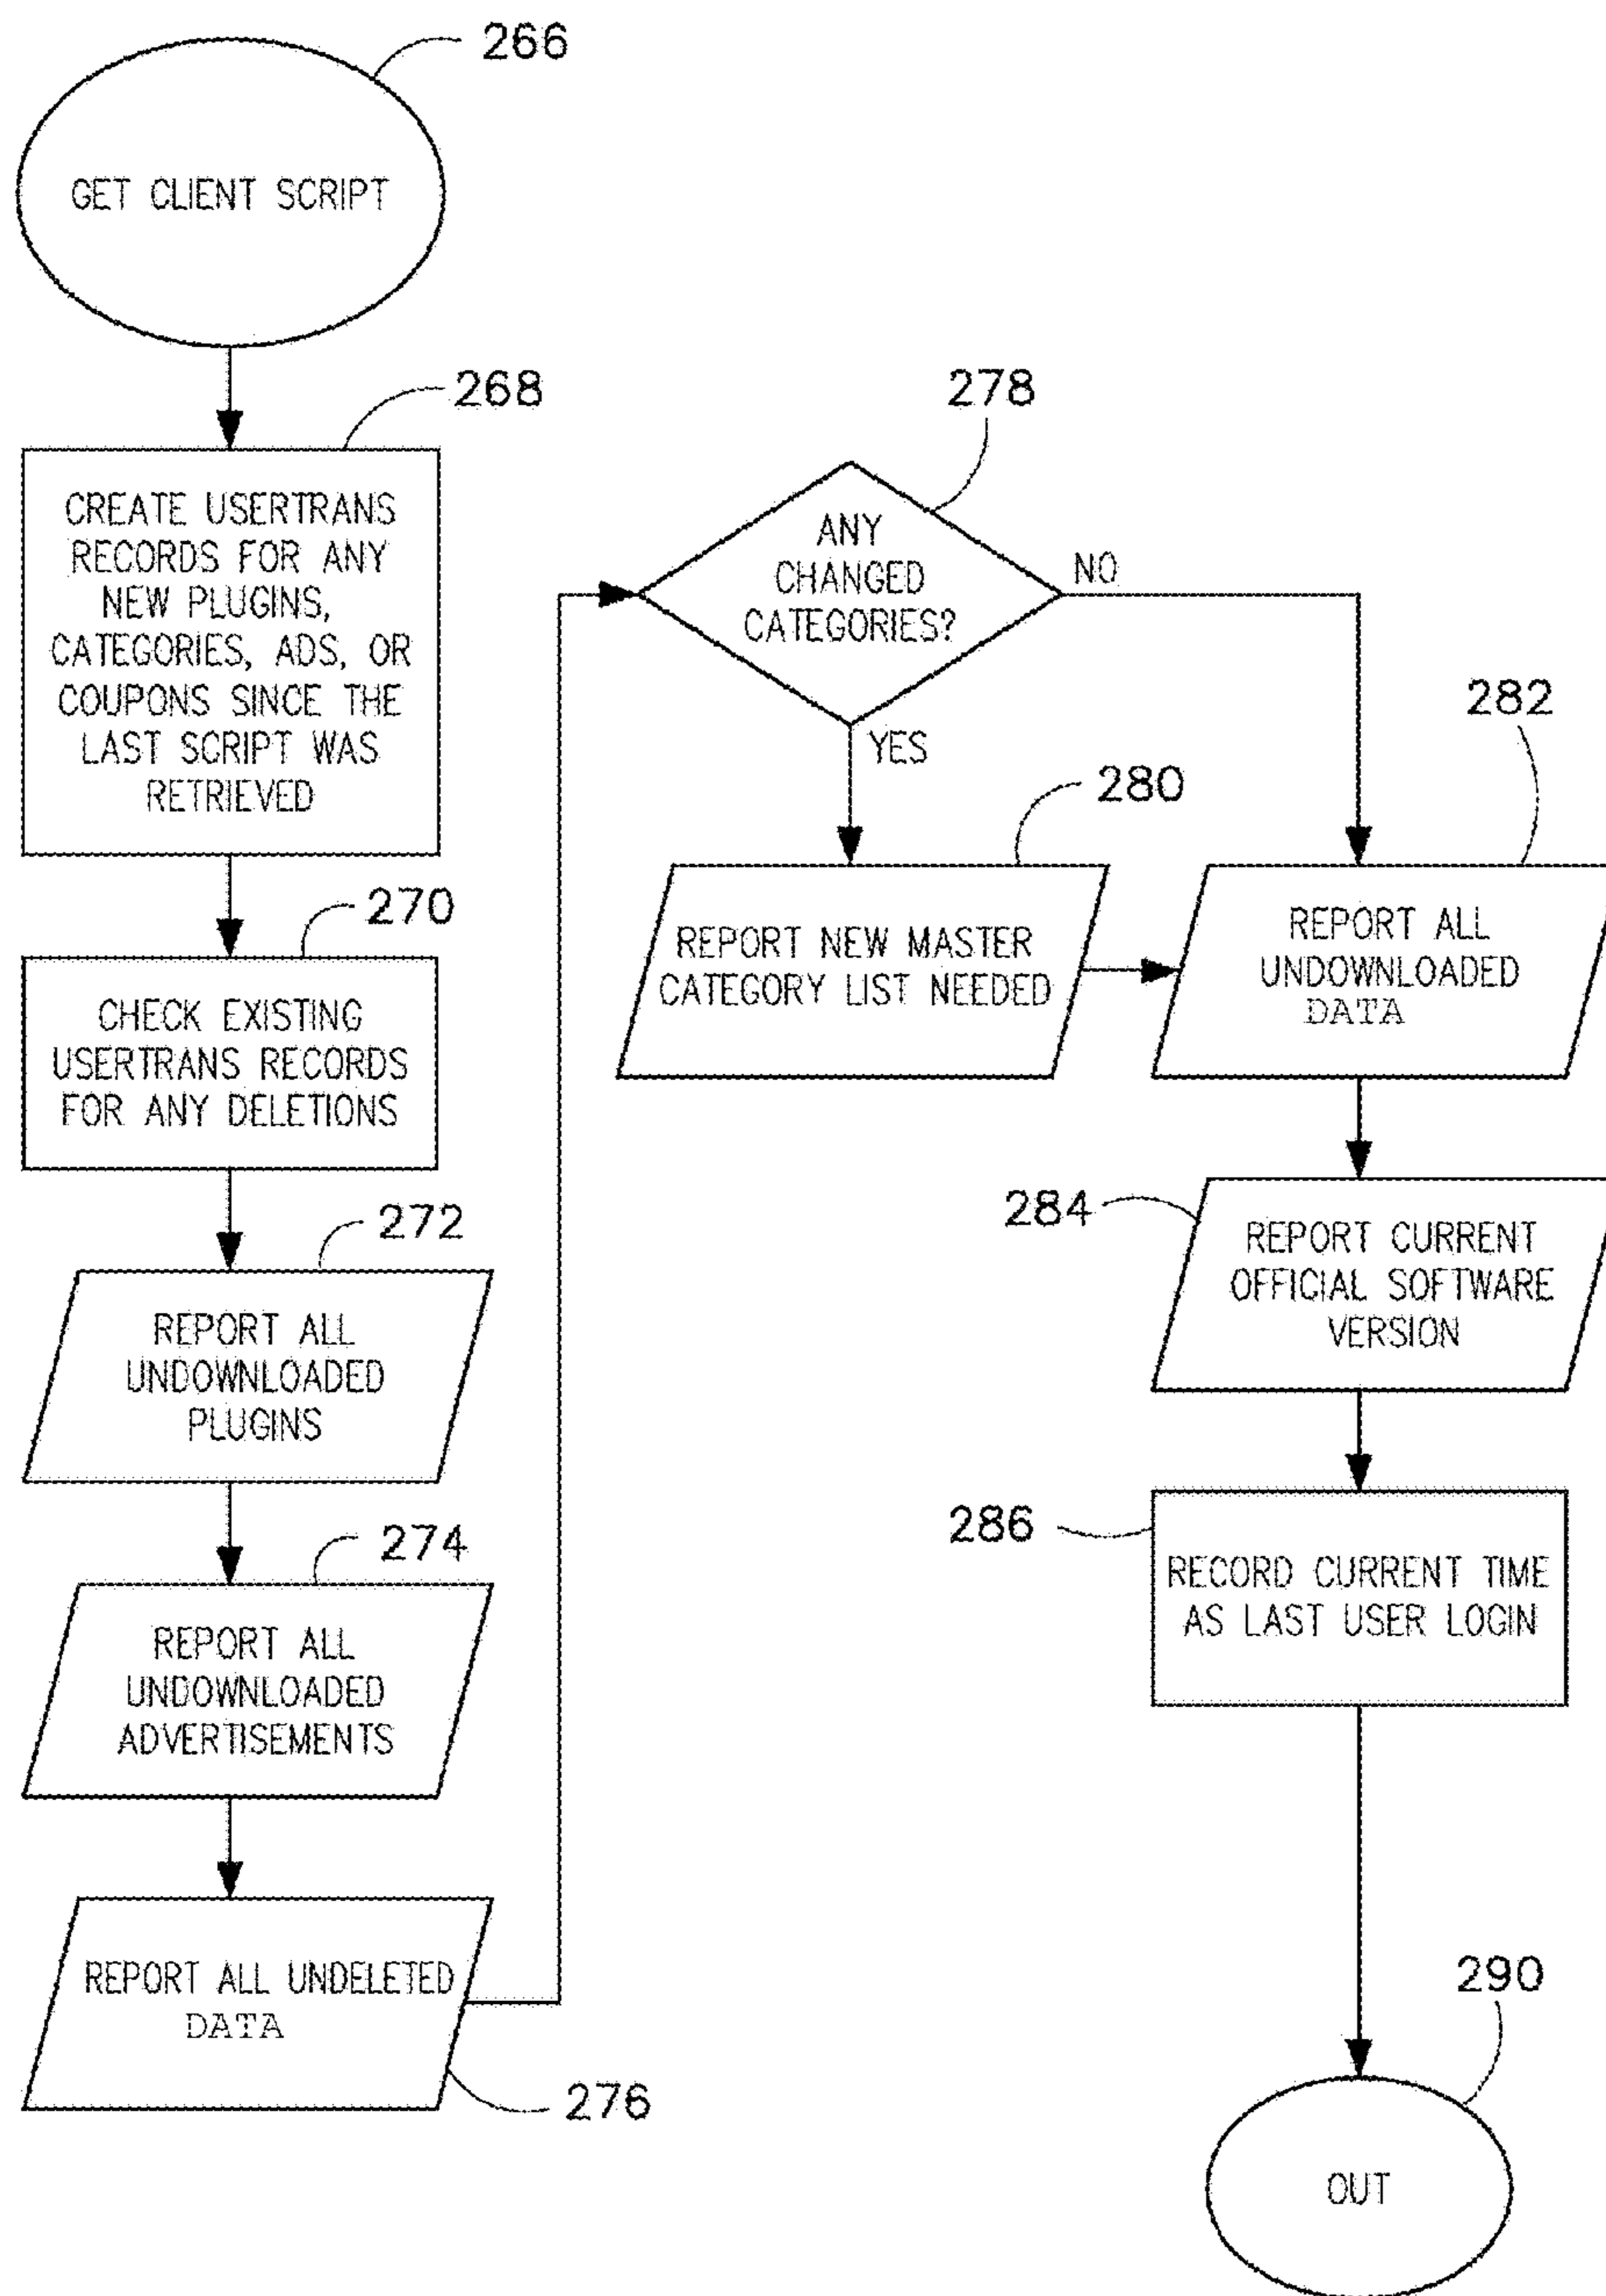 266
GET CLIENT SCRIPT
268
CREATE USERTRANS
RECORDS FOR ANY
NEW PLUGINS,
CATEGORIES, ADS, OR
COUPONS SINCE THE
LAST SCRIPT WAS
RETRIEVED
270
CHECK EXISTING
USERTRANS RECORDS
FOR ANY DELETIONS
272
REPORT ALL
UNDOWNLOADED
PLUGINS
274
REPORT ALL
UNDOWNLOADED
ADVERTISEMENTS
REPORT ALL UNDELETED
DATA
276
278
ANY
CHANGED
CATEGORIES?
NO
YES
280
REPORT NEW MASTER
CATEGORY LIST NEEDED
282
REPORT ALL
UNDOWNLOADED
DATA
284
REPORT CURRENT
OFFICIAL SOFTWARE
VERSION
286
RECORD CURRENT TIME
AS LAST USER LOGIN
290
OUT